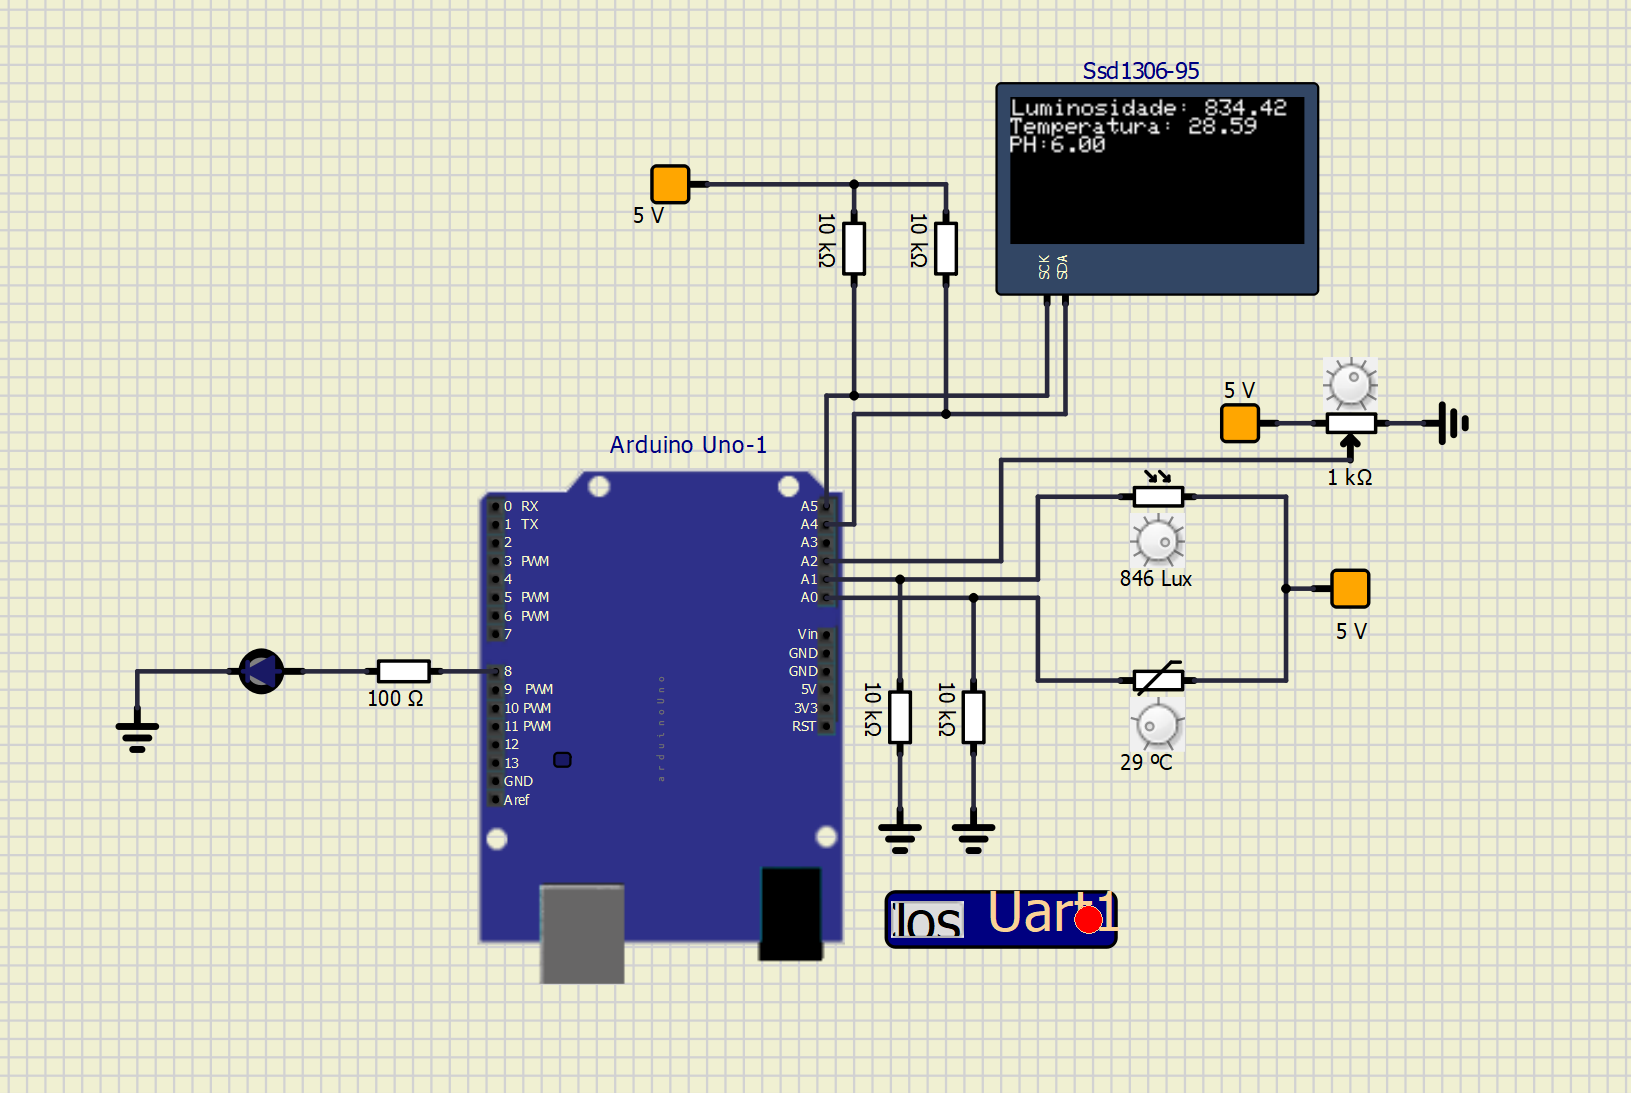 Ssd1306-95
Luminosidade: 834.42
Temperatura: 28.59
PH:6.00
SCK
SDA
5 V
10 kΩ
10 kΩ
5 V
1 kΩ
Arduino Uno-1
0 RX
1 TX
2
3 PWM
4
5 PWM
6 PWM
7
8
9 PWM
10 PWM
11 PWM
12
13
GND
Aref
A5
A4
A3
A2
A1
A0
Vin
GND
GND
5V
3V3
RST
arduinoUno
846 Lux
5 V
29 ºC
100 Ω
10 kΩ
10 kΩ
Uart1